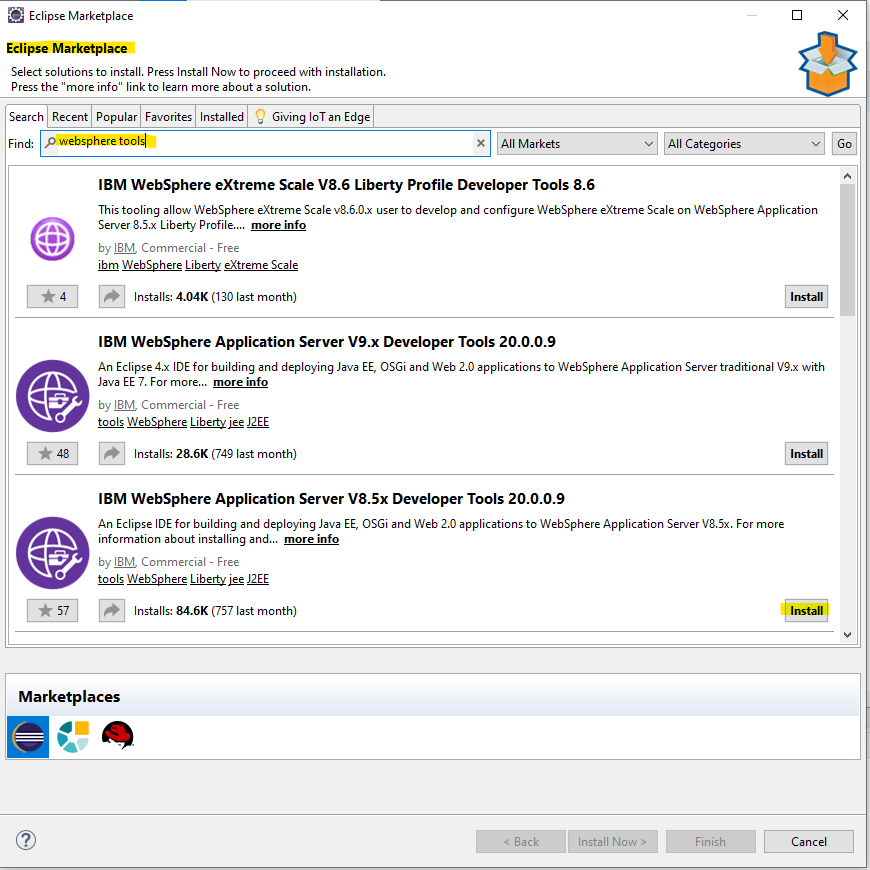 Eclipse Marketplace
Eclipse Marketplace
Select solutions to install. Press Install Now to proceed with installation.
Press the "more info" link to learn more about a solution.
Search Recent Popular Favorites Installed Giving IoT an Edge
Find: websphere tools All Markets All Categories Go
IBM WebSphere eXtreme Scale V8.6 Liberty Profile Developer Tools 8.6
This tooling allow WebSphere eXtreme Scale v8.6.0.x user to develop and configure WebSphere eXtreme Scale on WebSphere Application
Server 8.5.x Liberty Profile.... more info
by IBM, Commercial - Free
ibm WebSphere Liberty eXtreme Scale
4 Installs: 4.04K (130 last month) Install
IBM WebSphere Application Server V9.x Developer Tools 20.0.0.9
An Eclipse 4.x IDE for building and deploying Java EE, OSGi and Web 2.0 applications to WebSphere Application Server traditional V9.x with
Java EE 7. For more... more info
by IBM, Commercial - Free
tools WebSphere Liberty jee J2EE
48 Installs: 28.6K (749 last month) Install
IBM WebSphere Application Server V8.5x Developer Tools 20.0.0.9
An Eclipse IDE for building and deploying Java EE, OSGi and Web 2.0 applications to WebSphere Application Server V8.5x. For more
information about installing and... more info
by IBM, Commercial - Free
tools WebSphere Liberty jee J2EE
57 Installs: 84.6K (757 last month) Install
Marketplaces
? < Back Install Now > Finish Cancel